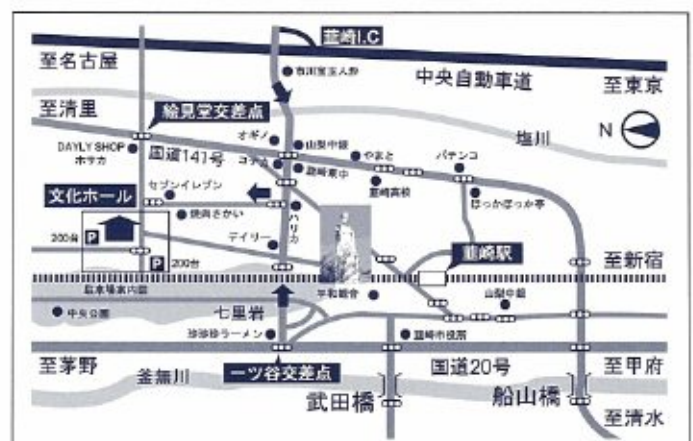 韮崎I.C
至名古屋
中央自動車道
至東京
至清里
絵見堂交差点
塩川
N
DAYLY SHOP
ホサカ
国道141号
オギノ
山梨中銀
コメリ
韮崎東中
やまと
パチンコ
韮崎高校
ほっかほっか亭
文化ホール
セブンイレブン
焼肉さかい
ハリカ
デイリー
200台
P
P
200台
韮崎駅
至新宿
駐車場案内図
平和観音
山梨中銀
中央公園
七里岩
珍珍珍ラーメン
韮崎市役所
至茅野
釜無川
一ツ谷交差点
国道20号
至甲府
武田橋
船山橋
至清水